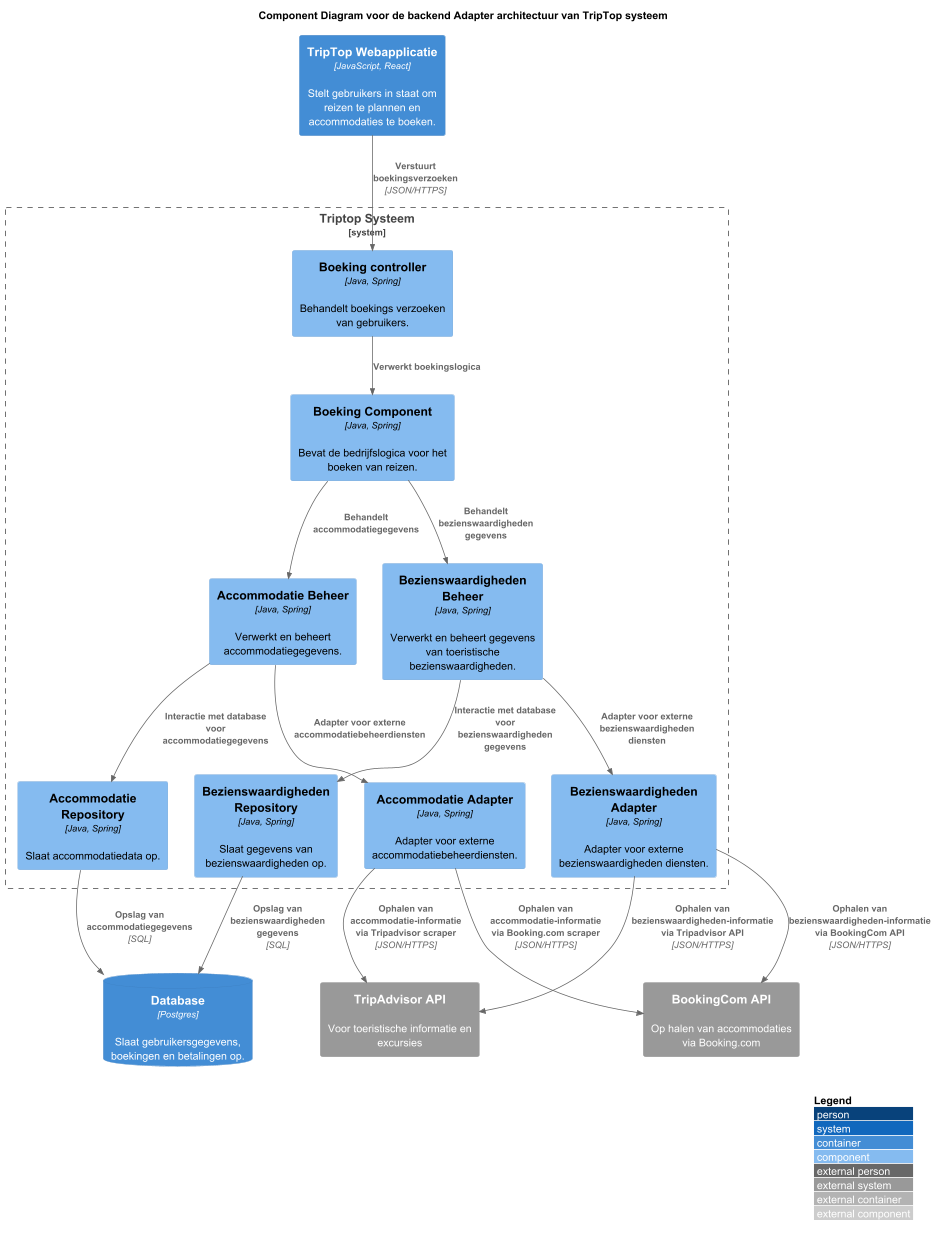 Component Diagram voor de backend Adapter architectuur van TripTop systeem
TripTop Webapplicatie
[JavaScript, React]
Stelt gebruikers in staat om
reizen te plannen en
accommodaties te boeken.
Verstuurt
boekingsverzoeken
[JSON/HTTPS]
Triptop Systeem
[system]
Boeking controller
[Java, Spring]
Behandelt boekings verzoeken
van gebruikers.
Verwerkt boekingslogica
Boeking Component
[Java, Spring]
Bevat de bedrijfslogica voor het
boeken van reizen.
Behandelt
accommodatiegegevens
Behandelt
bezienswaardigheden
gegevens
Accommodatie Beheer
[Java, Spring]
Verwerkt en beheert
accommodatiegegevens.
Bezienswaardigheden
Beheer
[Java, Spring]
Verwerkt en beheert gegevens
van toeristische
bezienswaardigheden.
Interactie met database
voor
accommodatiegegevens
Adapter voor externe
accommodatiebeheerdiensten
Interactie met database
voor
bezienswaardigheden
gegevens
Adapter voor externe
bezienswaardigheden
diensten
Accommodatie
Repository
[Java, Spring]
Slaat accommodatiedata op.
Bezienswaardigheden
Repository
[Java, Spring]
Slaat gegevens van
bezienswaardigheden op.
Accommodatie Adapter
[Java, Spring]
Adapter voor externe
accommodatiebeheerdiensten.
Bezienswaardigheden
Adapter
[Java, Spring]
Adapter voor externe
bezienswaardigheden diensten.
Opslag van
accommodatiegegevens
[SQL]
Opslag van
bezienswaardigheden
gegevens
[SQL]
Ophalen van
accommodatie-informatie
via Tripadvisor scraper
[JSON/HTTPS]
Ophalen van
accommodatie-informatie
via Booking.com scraper
[JSON/HTTPS]
Ophalen van
bezienswaardigheden-informatie
via Tripadvisor API
[JSON/HTTPS]
Ophalen van
bezienswaardigheden-informatie
via BookingCom API
[JSON/HTTPS]
Database
[Postgres]
Slaat gebruikersgegevens,
boekingen en betalingen op.
TripAdvisor API
Voor toeristische informatie en
excursies
BookingCom API
Op halen van accommodaties
via Booking.com
Legend
person
system
container
component
external person
external system
external container
external component